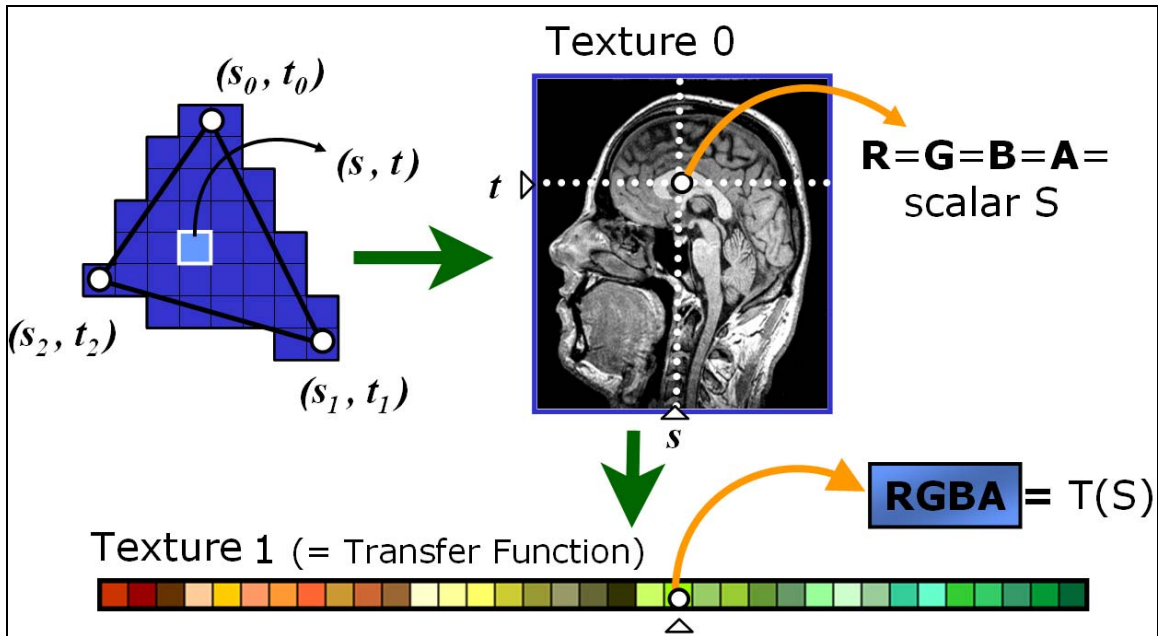 Texture 0
(s₀, t₀)
(s, t)
R=G=B=A=
scalar S
t
(s₂, t₂)
(s₁, t₁)
s
RGBA = T(S)
Texture 1 (= Transfer Function)